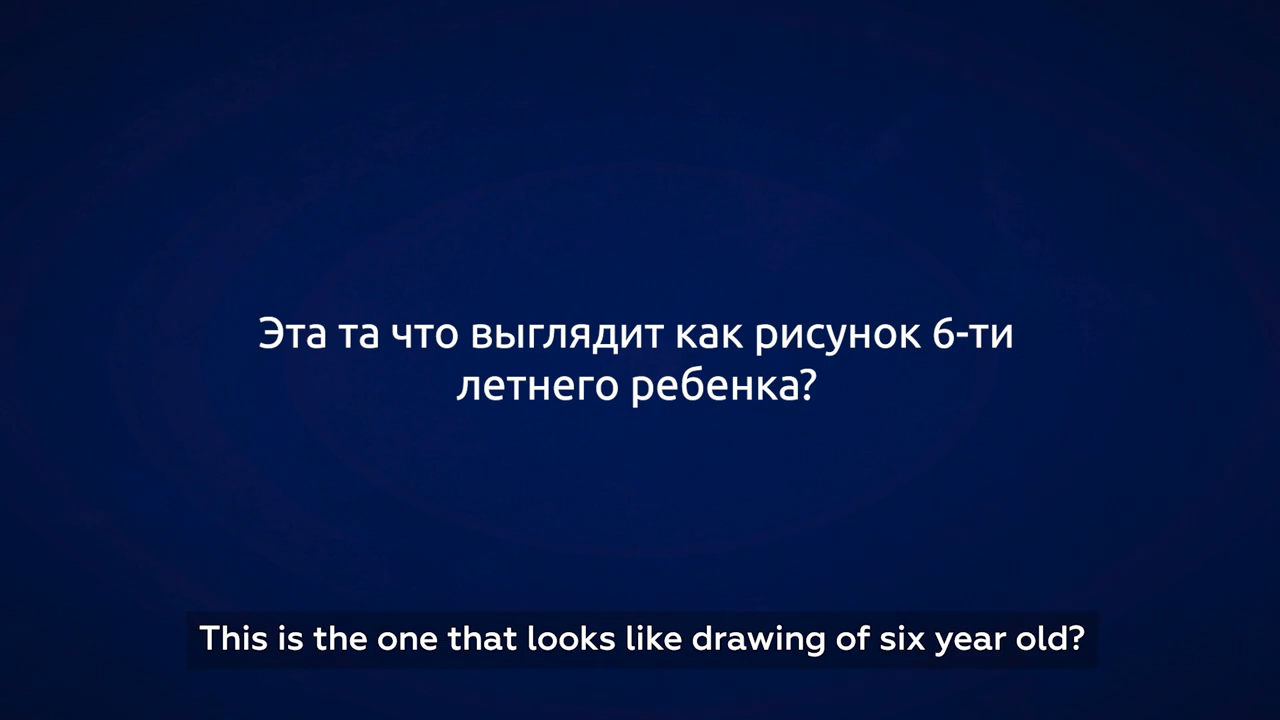 Эта та что выглядит как рисунок 6-ти
летнего ребенка?
This is the one that looks like drawing of six year old?